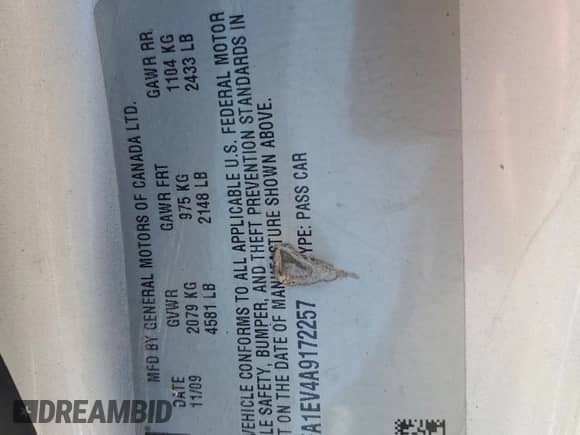 MFD BY GENERAL MOTORS OF CANADA LTD.
DATE GVWR GAWR FRT GAWR RR.
11/09 2079 KG 975 KG 1104 KG
4581 LB 2148 LB 2433 LB
VEHICLE CONFORMS TO ALL APPLICABLE U.S. FEDERAL MOTOR
LE SAFETY, BUMPER, AND THEFT PREVENTION STANDARDS IN
T ON THE DATE OF MANUFACTURE SHOWN ABOVE.
A1EV4A9172257 YPE: PASS CAR
DREAMBID